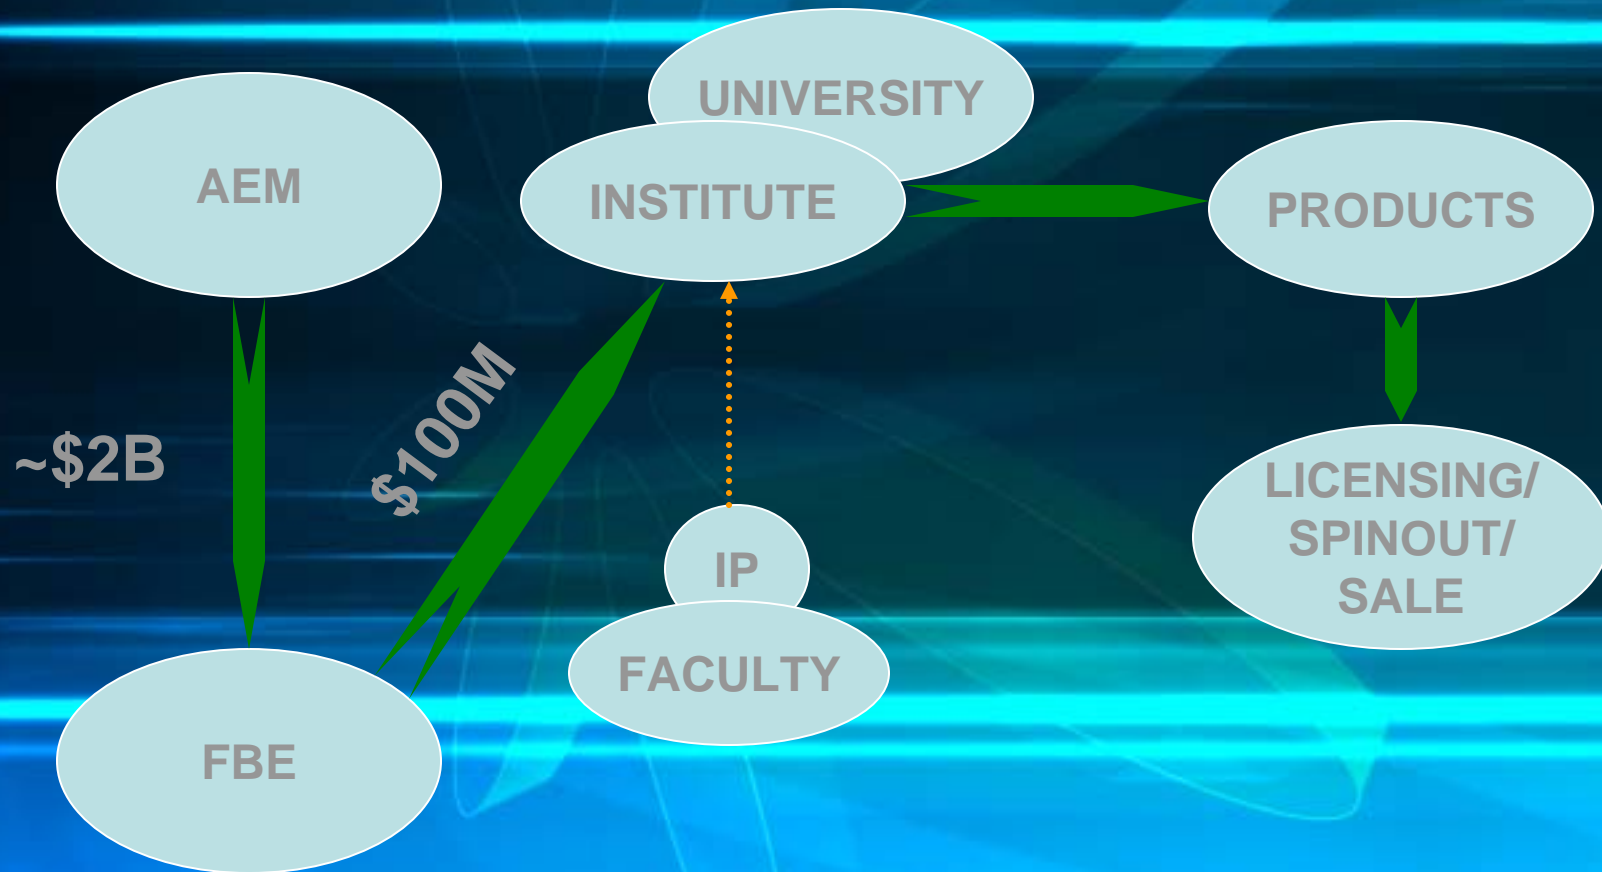 UNIVERSITY
AEM
INSTITUTE
PRODUCTS
~$2B
$100M
LICENSING/
SPINOUT/
SALE
IP
FACULTY
FBE